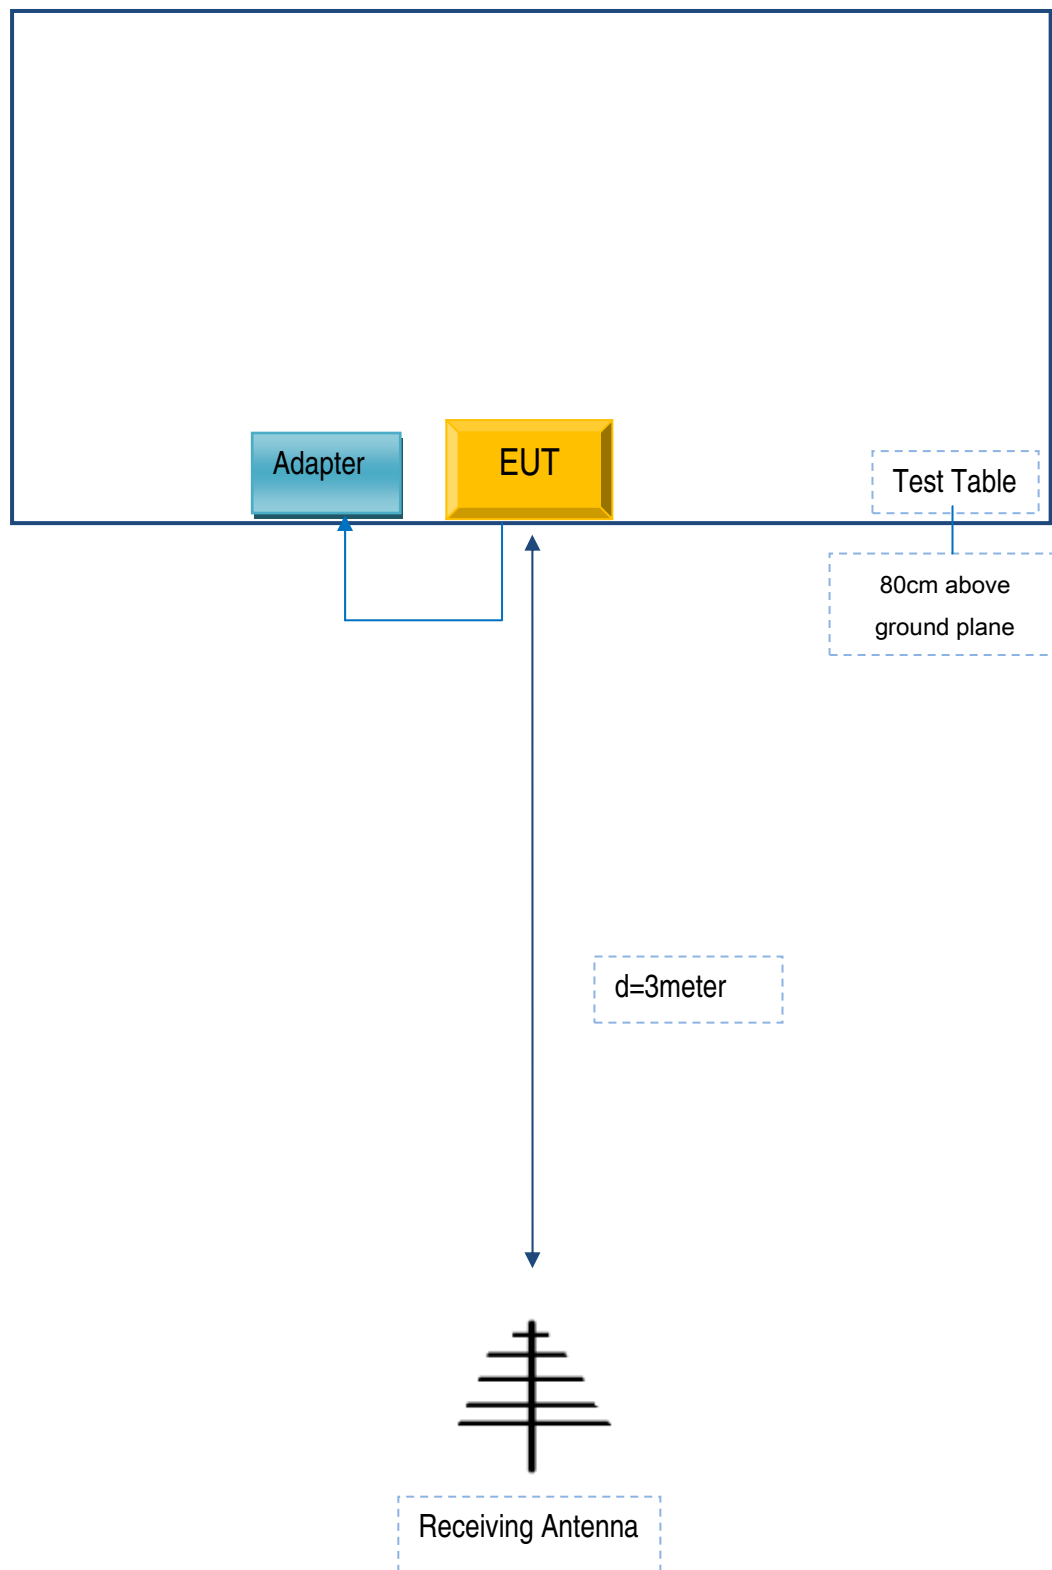 Adapter
EUT
Test Table
80cm above
ground plane
d=3meter
Receiving Antenna